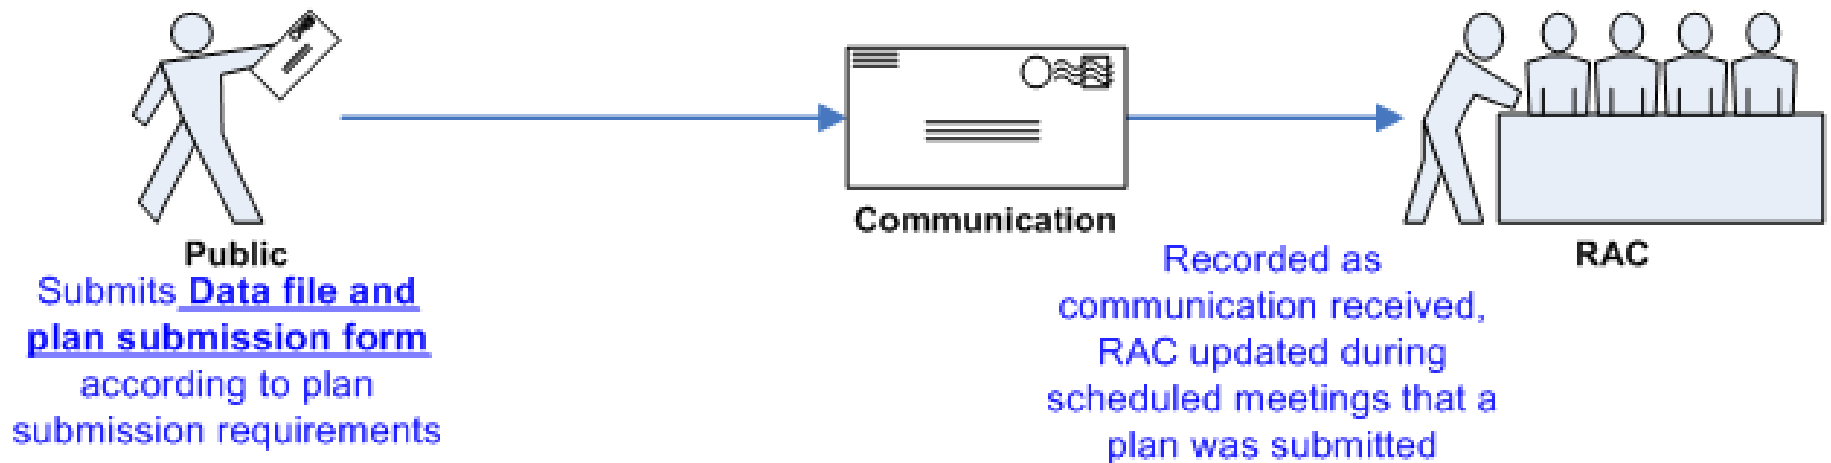 Public
Submits Data file and
plan submission form
according to plan
submission requirements
Communication
Recorded as
communication received,
RAC updated during
scheduled meetings that a
plan was submitted
RAC